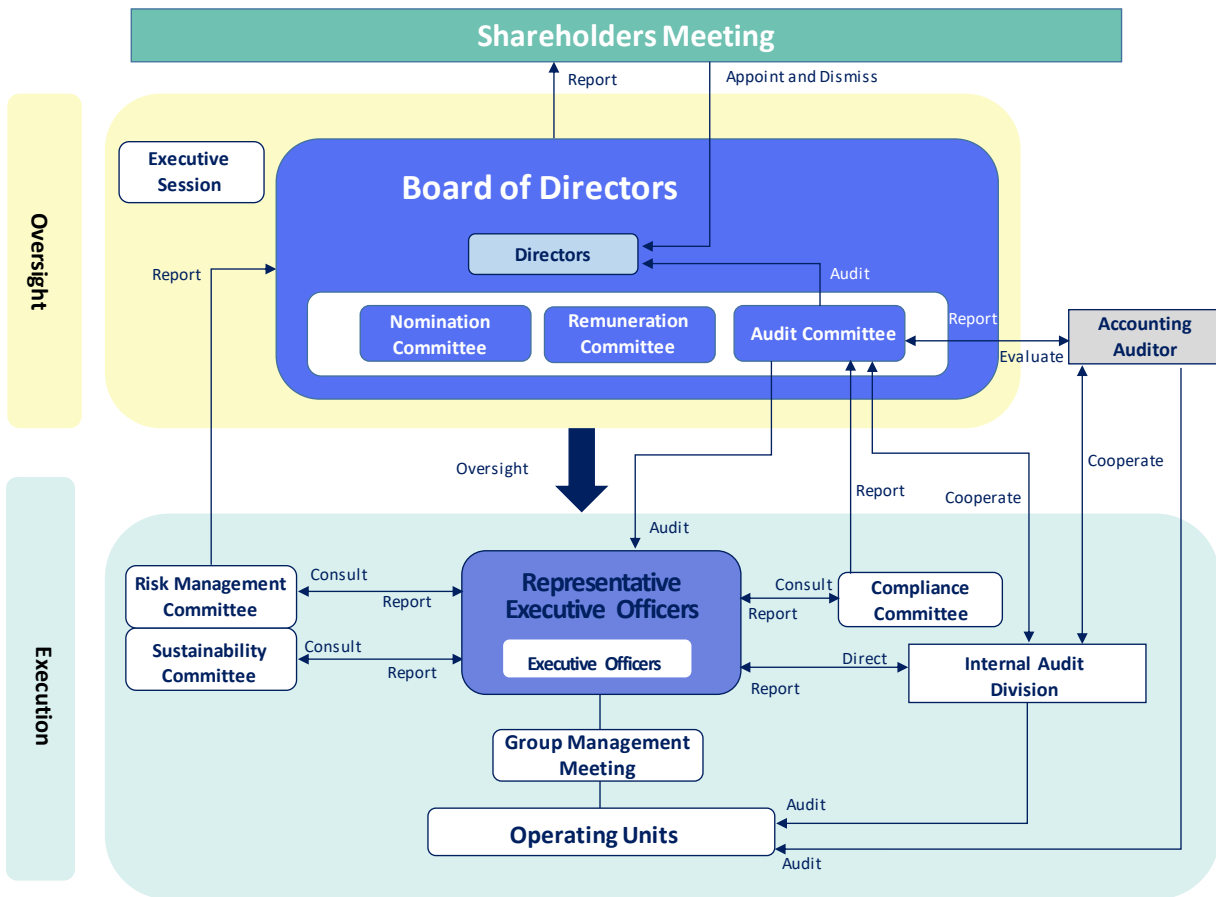 Shareholders Meeting
Report
Appoint and Dismiss
Oversight
Executive
Session
Board of Directors
Directors
Report
Audit
Nomination
Committee
Remuneration
Committee
Audit Committee
Report
Evaluate
Accounting
Auditor
Oversight
Cooperate
Report
Cooperate
Audit
Execution
Risk Management
Committee
Consult
Report
Sustainability
Committee
Consult
Report
Representative
Executive Officers
Executive Officers
Consult
Report
Compliance
Committee
Direct
Report
Internal Audit
Division
Group Management
Meeting
Operating Units
Audit
Audit